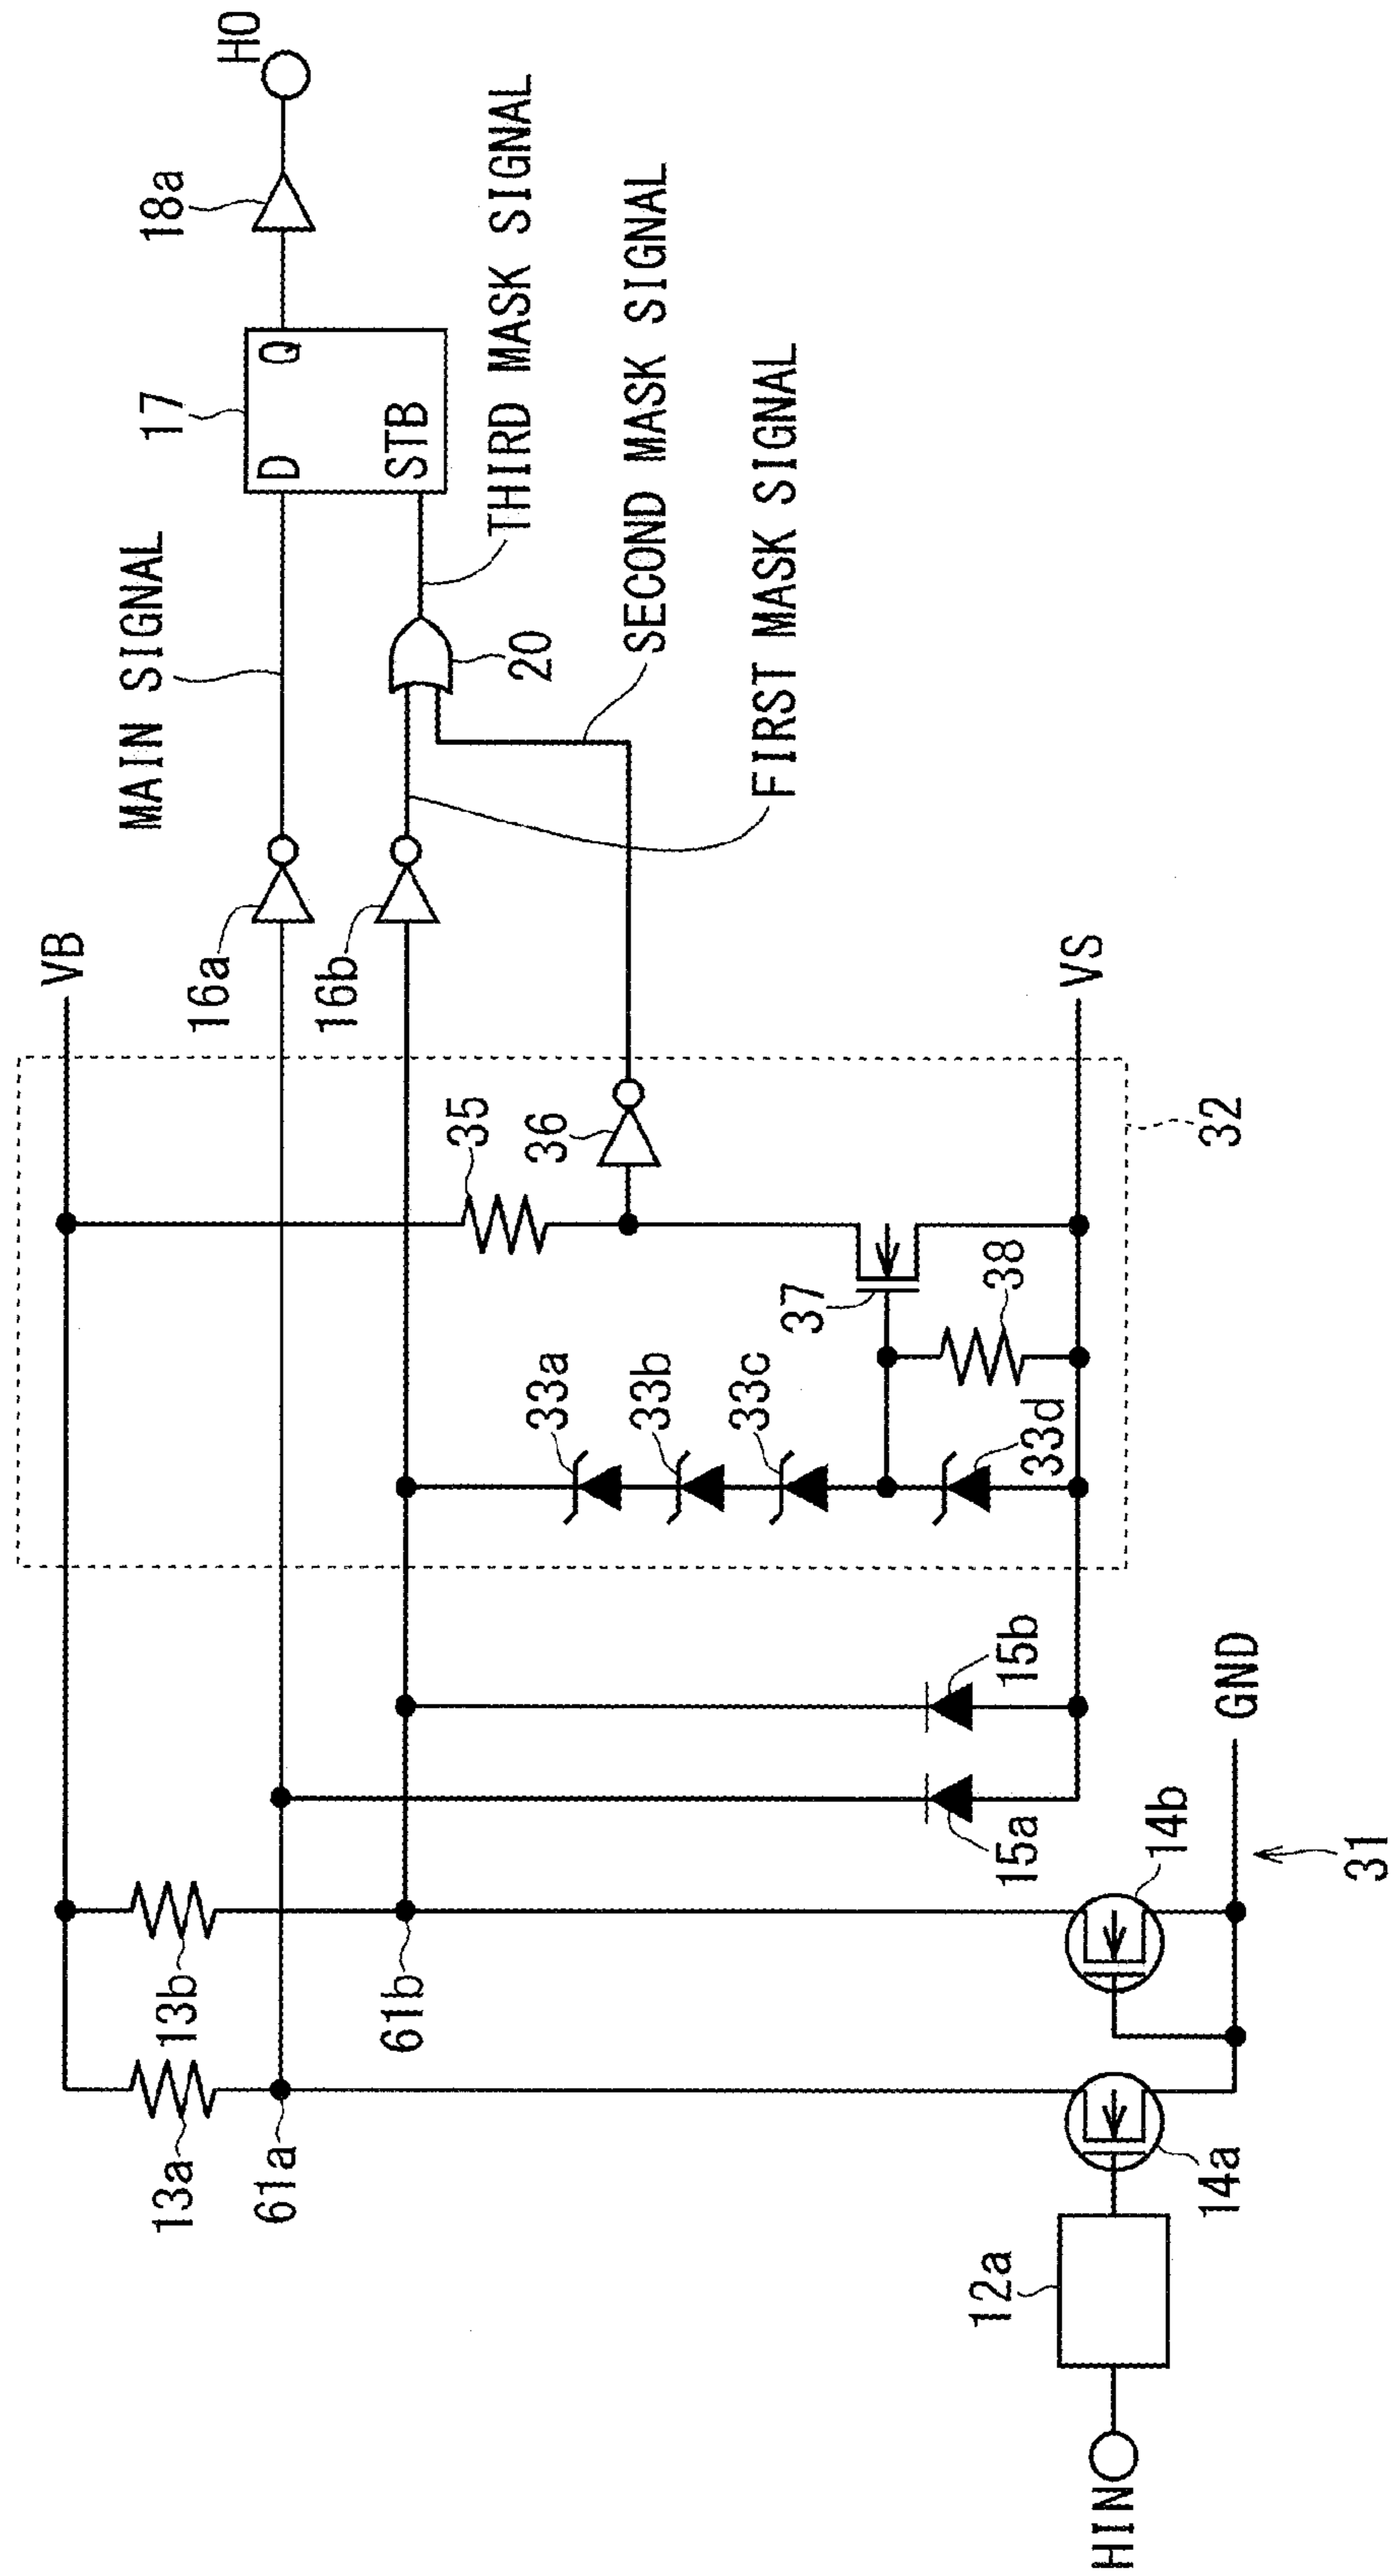 HO
18a
17
D
Q
STB
THIRD MASK SIGNAL
MAIN SIGNAL
20
SECOND MASK SIGNAL
FIRST MASK SIGNAL
VB
16a
16b
VS
35
36
32
37
38
33a
33b
33c
33d
15b
15a
GND
31
13b
61b
14b
13a
61a
14a
12a
HIN